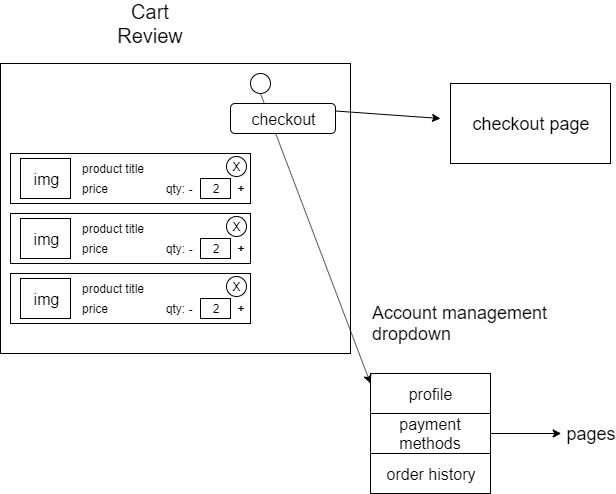 Cart
Review
checkout
checkout page
img
product title
X
price
qty: - 2 +
img
product title
X
price
qty: - 2 +
img
product title
X
price
qty: - 2 +
Account management
dropdown
profile
payment
methods
pages
order history